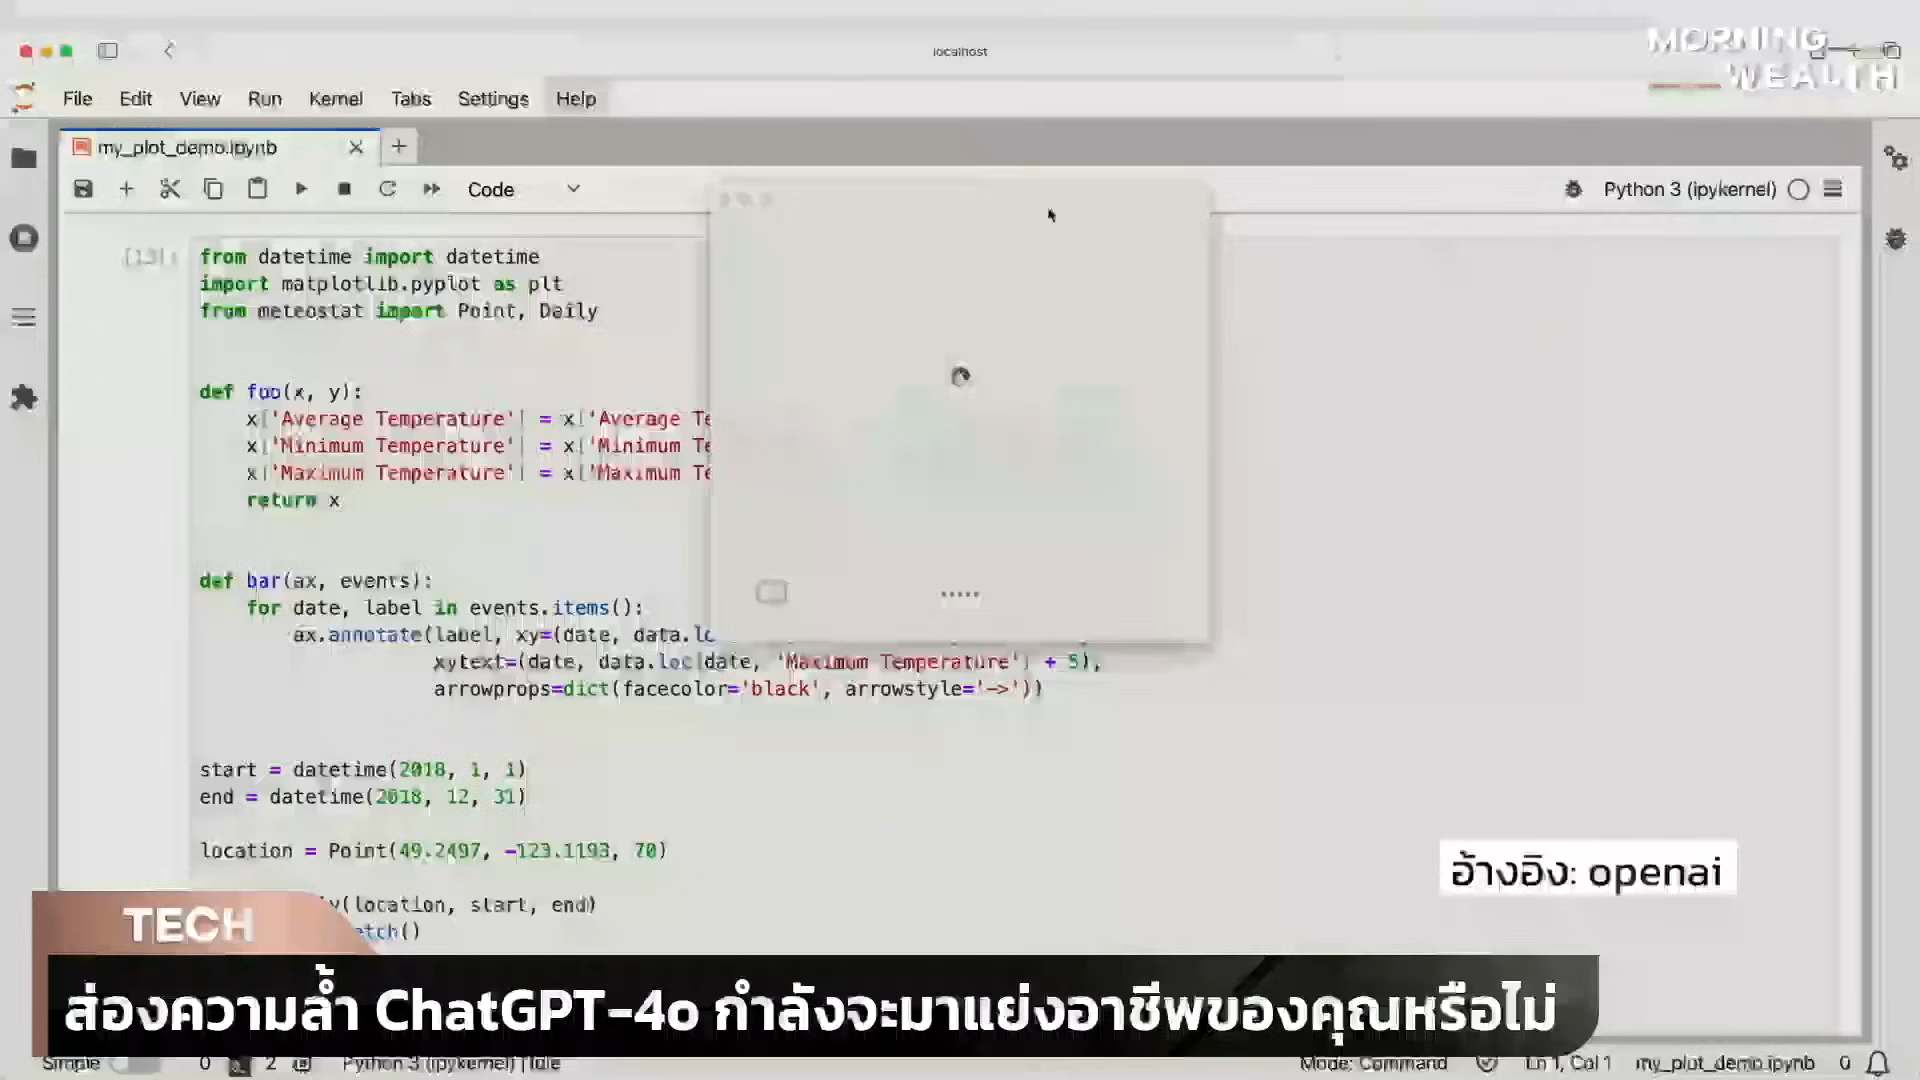 MORNING
WEALTH
localhost
File Edit View Run Kernel Tabs Settings Help
my_plot_demo.ipynb
Code
Python 3 (ipykernel)
[13]:
from datetime import datetime
import matplotlib.pyplot as plt
from meteostat import Point, Daily
def foo(x, y):
x['Average Temperature'] = x['Average Te
x['Minimum Temperature'] = x['Minimum Te
x['Maximum Temperature'] = x['Maximum Te
return x
def bar(ax, events):
for date, label in events.items():
ax.annotate(label, xy=(date, data.lo
xytext=(date, data.loc[date, 'Maximum Temperature'] + 5),
arrowprops=dict(facecolor='black', arrowstyle='->'))
start = datetime(2018, 1, 1)
end = datetime(2018, 12, 31)
location = Point(49.2497, -123.1193, 70)
y(location, start, end)
etch()
อ้างอิง: openai
TECH
ส่องความล้ำ ChatGPT-4o กำลังจะมาแย่งอาชีพของคุณหรือไม่
Simple 0 2 Python 3 (ipykernel) | Idle Mode: Command Ln 1, Col 1 my_plot_demo.ipynb 0